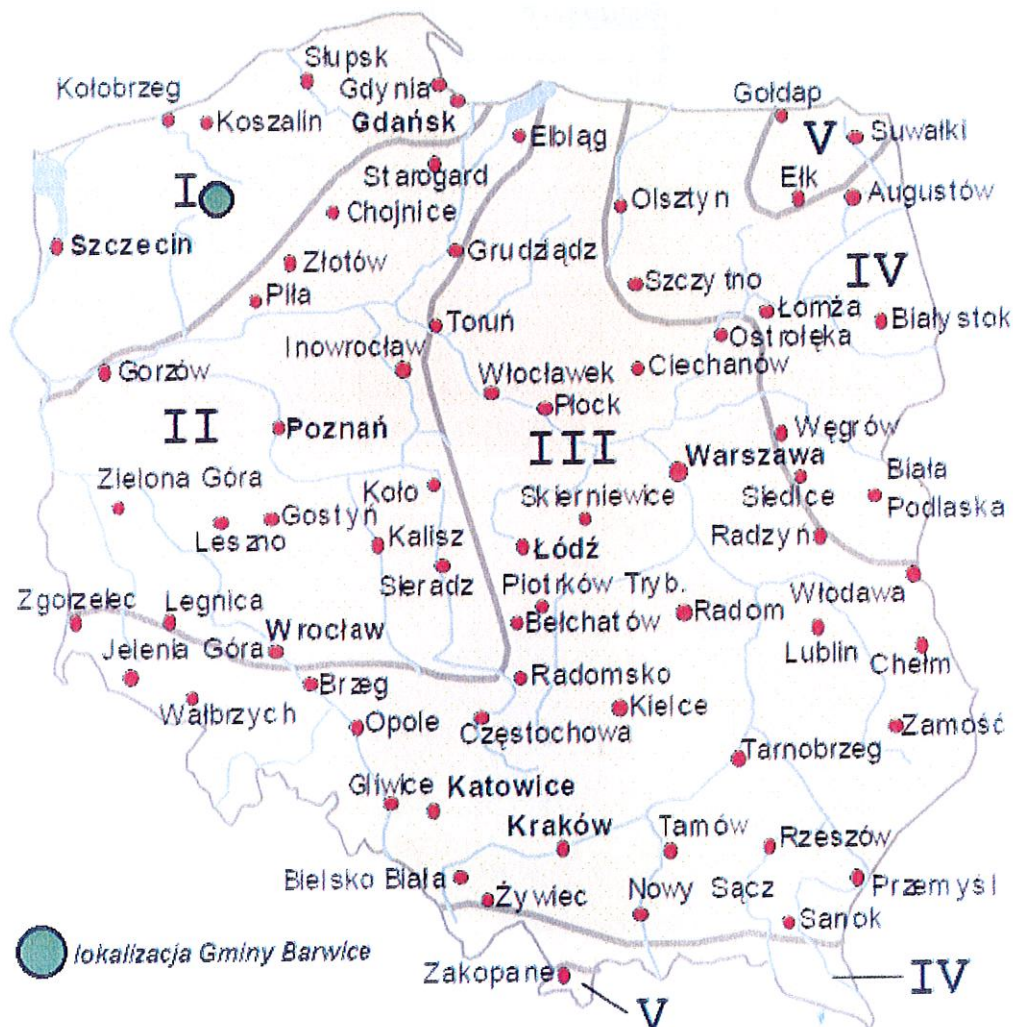 Słupsk
Kołobrzeg
Gdynia
Koszalin
Gdańsk
Elbląg
Gołdap
V
Suwałki
Starogard
Ełk
I
Chojnice
Olsztyn
Augustów
Szczecin
Złotów
Grudziądz
Szczytno
IV
Piła
Toruń
Łomża
Białystok
Ostrołęka
Inowrocław
Gorzów
Włocławek
Ciechanów
Płock
II
Poznań
III
Węgrów
Warszawa
Zielona Góra
Koło
Skierniewice
Siedlce
Biała
Podlaska
Leszno
Gostyń
Kalisz
Łódź
Radzyń
Sieradz
Piotrków Tryb.
Włodawa
Zgorzelec
Legnica
Bełchatów
Radom
Wrocław
Lublin
Chełm
Jelenia Góra
Brzeg
Radomsko
Wałbrzych
Opole
Częstochowa
Kielce
Zamość
Tarnobrzeg
Gliwice
Katowice
Kraków
Tarnów
Rzeszów
Bielsko Biała
Żywiec
Nowy Sącz
Przemyśl
Sanok
lokalizacja Gminy Barwice
Zakopane
V
IV